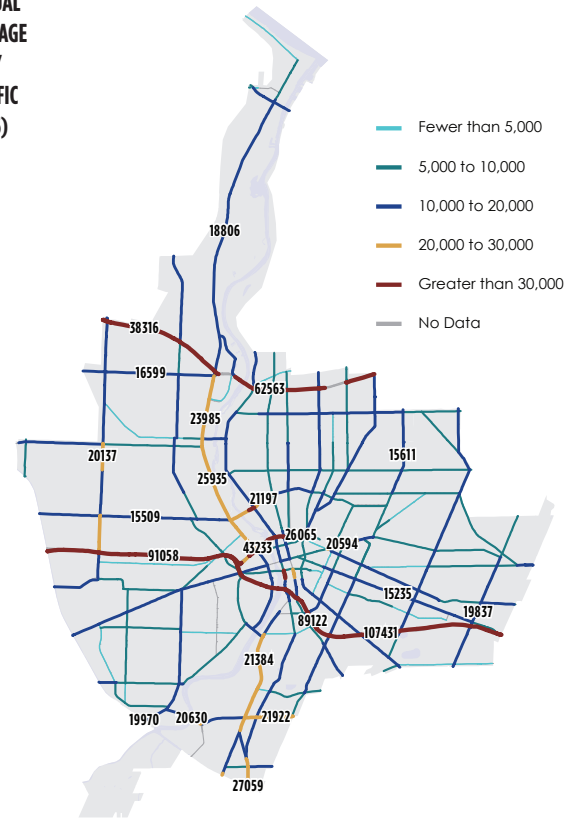 AGE
FIC
Fewer than 5,000
5,000 to 10,000
10,000 to 20,000
20,000 to 30,000
Greater than 30,000
No Data
18806
38316
16599
62563
23985
20137
15611
25935
21197
15509
26065
20594
43233
91058
15235
19837
89122
107431
21384
19970
20630
21922
27059